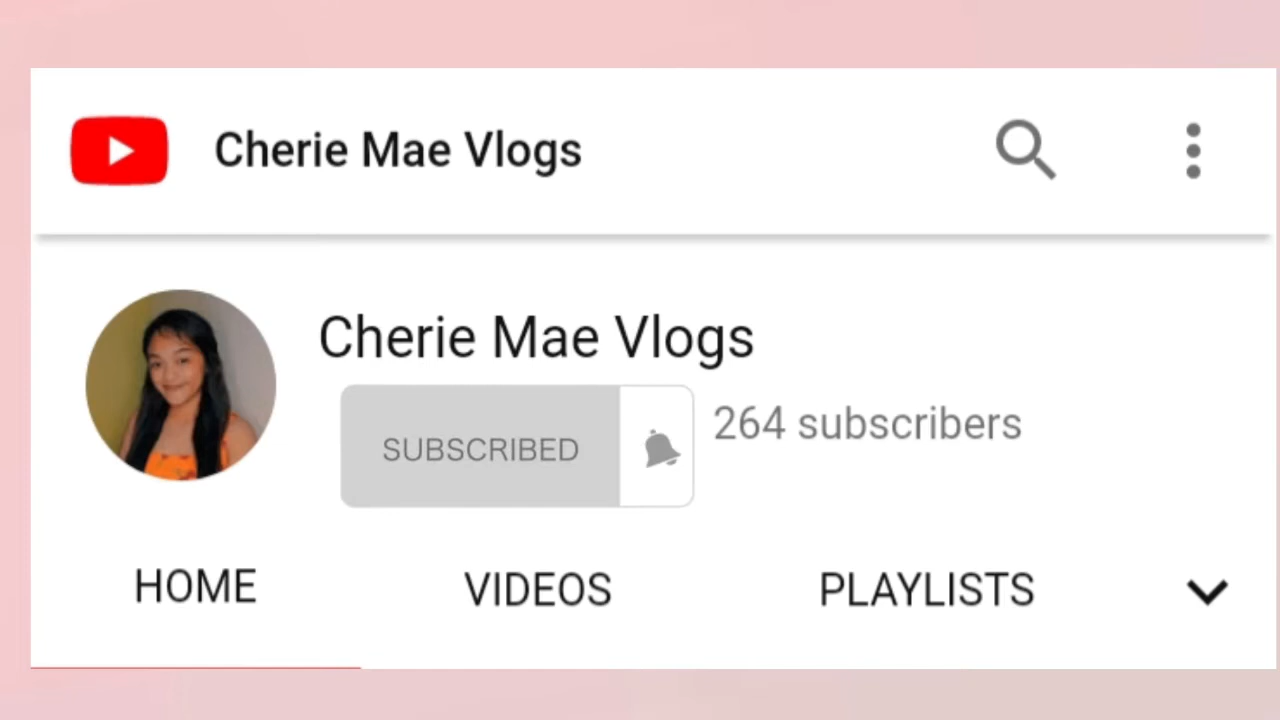 Cherie Mae Vlogs
Cherie Mae Vlogs
SUBSCRIBED
264 subscribers
HOME
VIDEOS
PLAYLISTS